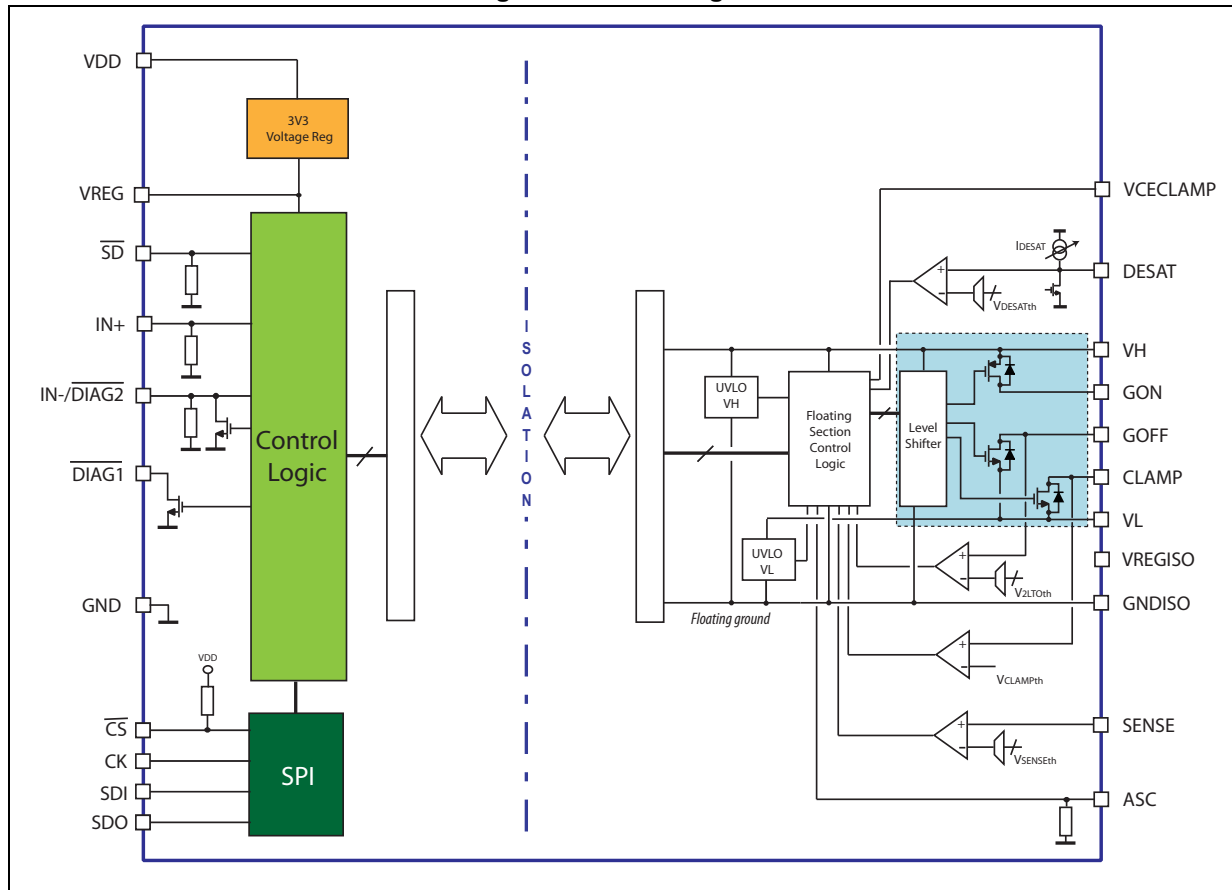 VDD
3V3
Voltage Reg
VREG
SD
IN+
IN-/DIAG2
DIAG1
GND
VDD
CS
CK
SDI
SDO
Control
Logic
SPI
ISOLATION
UVLO
VH
UVLO
VL
Floating
Section
Control
Logic
Level
Shifter
Floating ground
IDESAT
VDESATth
V2LTOth
VCLAMPth
VSENSEth
VCECLAMP
DESAT
VH
GON
GOFF
CLAMP
VL
VREGISO
GNDISO
SENSE
ASC